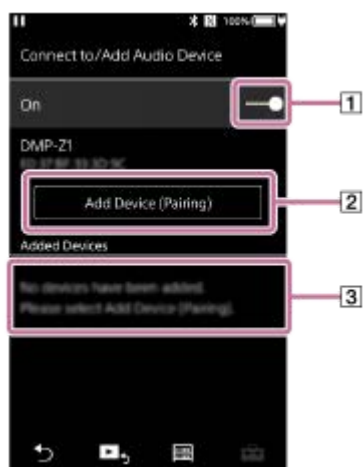 100%
Connect to/Add Audio Device
On
1
DMP-Z1
Add Device (Pairing)
2
Added Devices
No devices have been added.
Please select Add Device (Pairing).
3